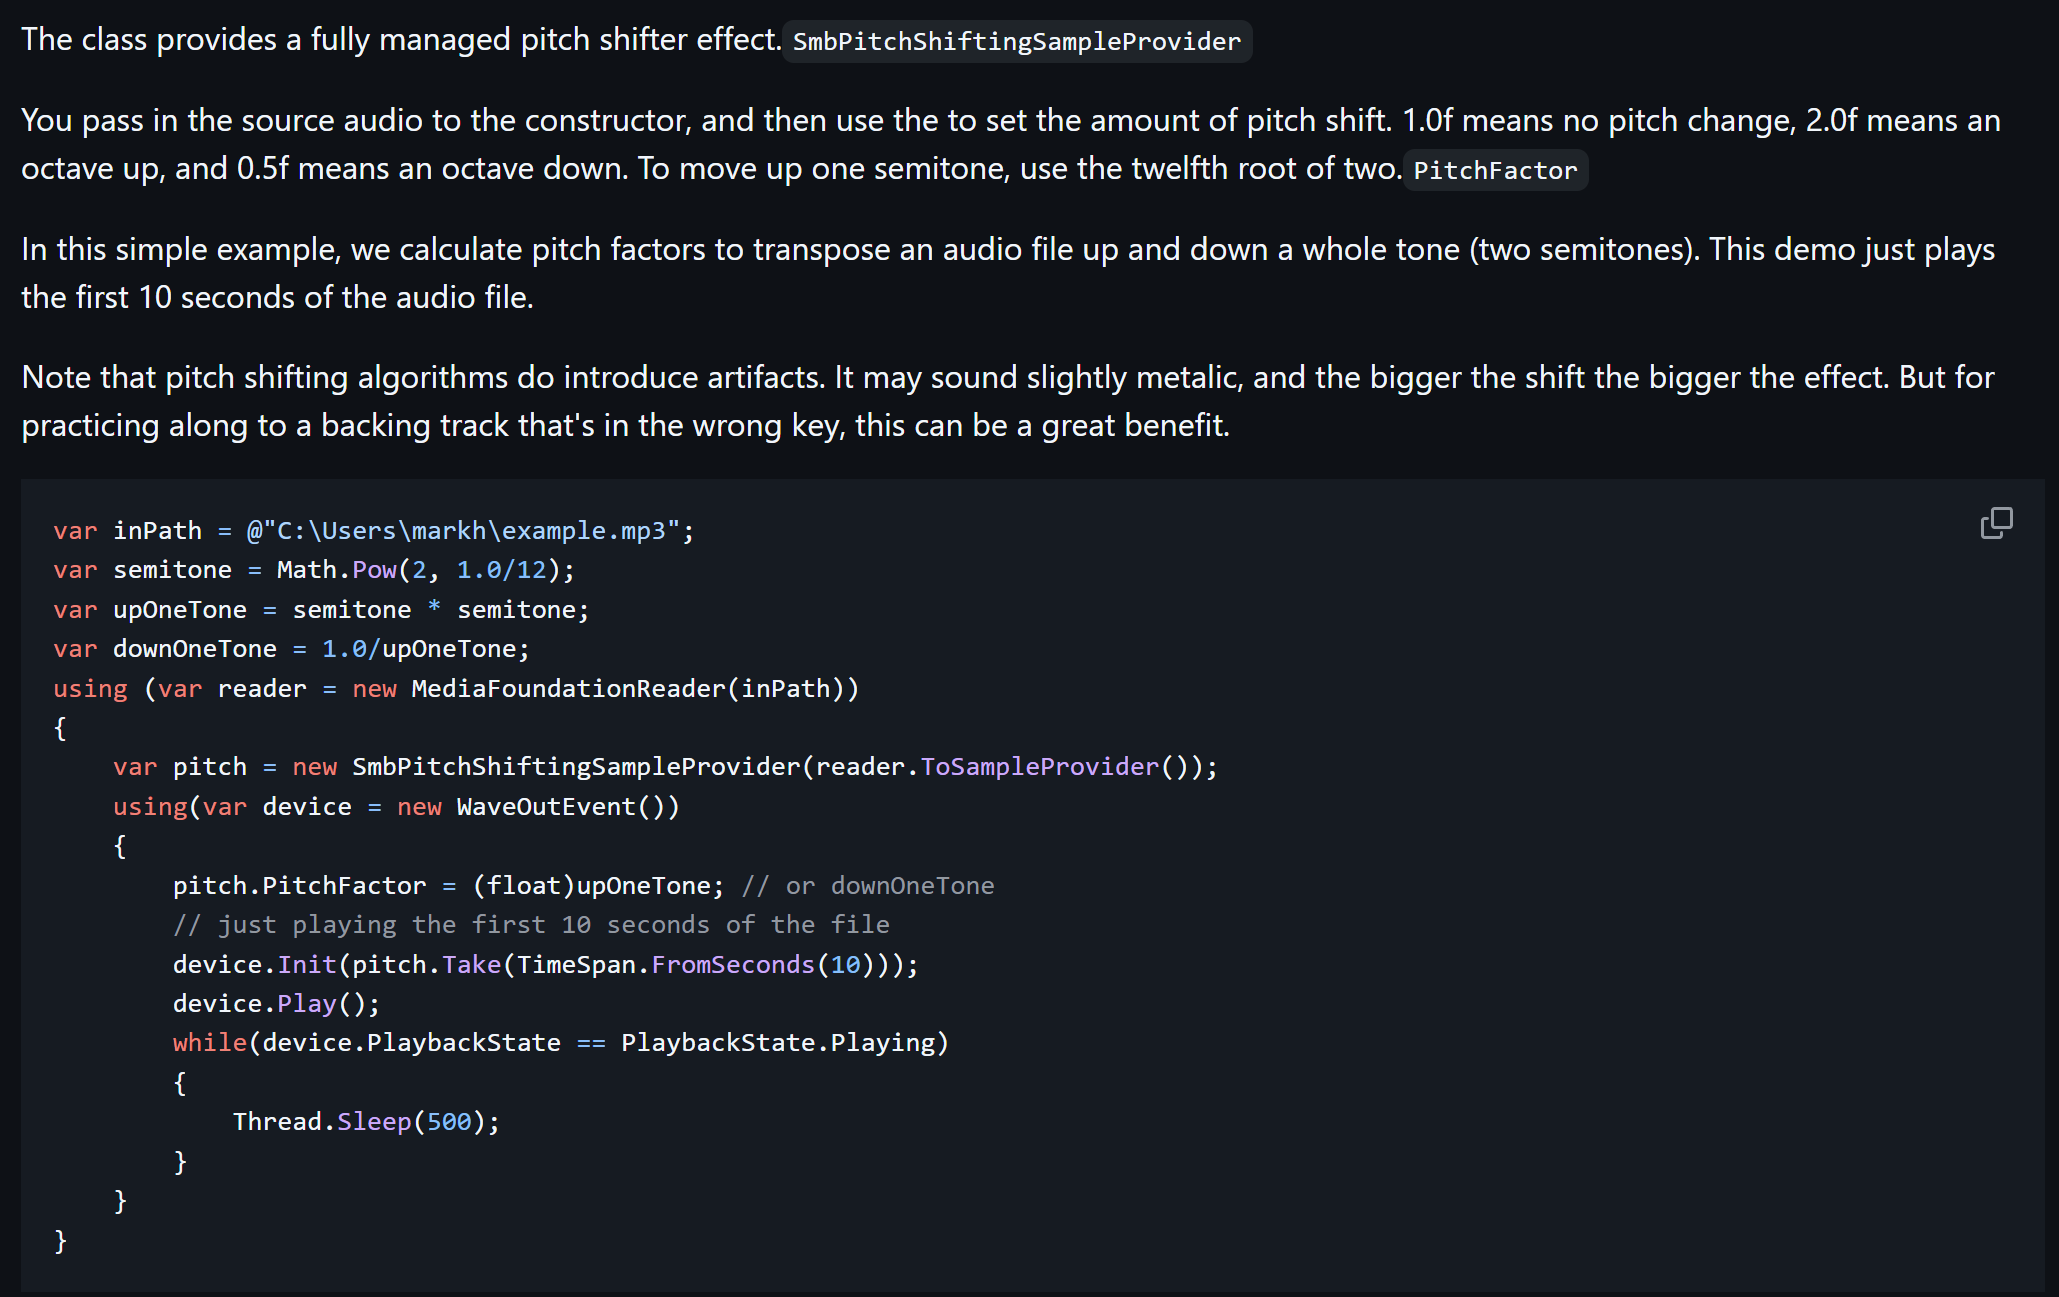 The class provides a fully managed pitch shifter effect. SmbPitchShiftingSampleProvider
You pass in the source audio to the constructor, and then use the to set the amount of pitch shift. 1.0f means no pitch change, 2.0f means an
octave up, and 0.5f means an octave down. To move up one semitone, use the twelfth root of two. PitchFactor
In this simple example, we calculate pitch factors to transpose an audio file up and down a whole tone (two semitones). This demo just plays
the first 10 seconds of the audio file.
Note that pitch shifting algorithms do introduce artifacts. It may sound slightly metalic, and the bigger the shift the bigger the effect. But for
practicing along to a backing track that's in the wrong key, this can be a great benefit.
var inPath = @"C:\Users\markh\example.mp3";
var semitone = Math.Pow(2, 1.0/12);
var upOneTone = semitone * semitone;
var downOneTone = 1.0/upOneTone;
using (var reader = new MediaFoundationReader(inPath))
{
    var pitch = new SmbPitchShiftingSampleProvider(reader.ToSampleProvider());
    using(var device = new WaveOutEvent())
    {
        pitch.PitchFactor = (float)upOneTone; // or downOneTone
        // just playing the first 10 seconds of the file
        device.Init(pitch.Take(TimeSpan.FromSeconds(10)));
        device.Play();
        while(device.PlaybackState == PlaybackState.Playing)
        {
            Thread.Sleep(500);
        }
    }
}